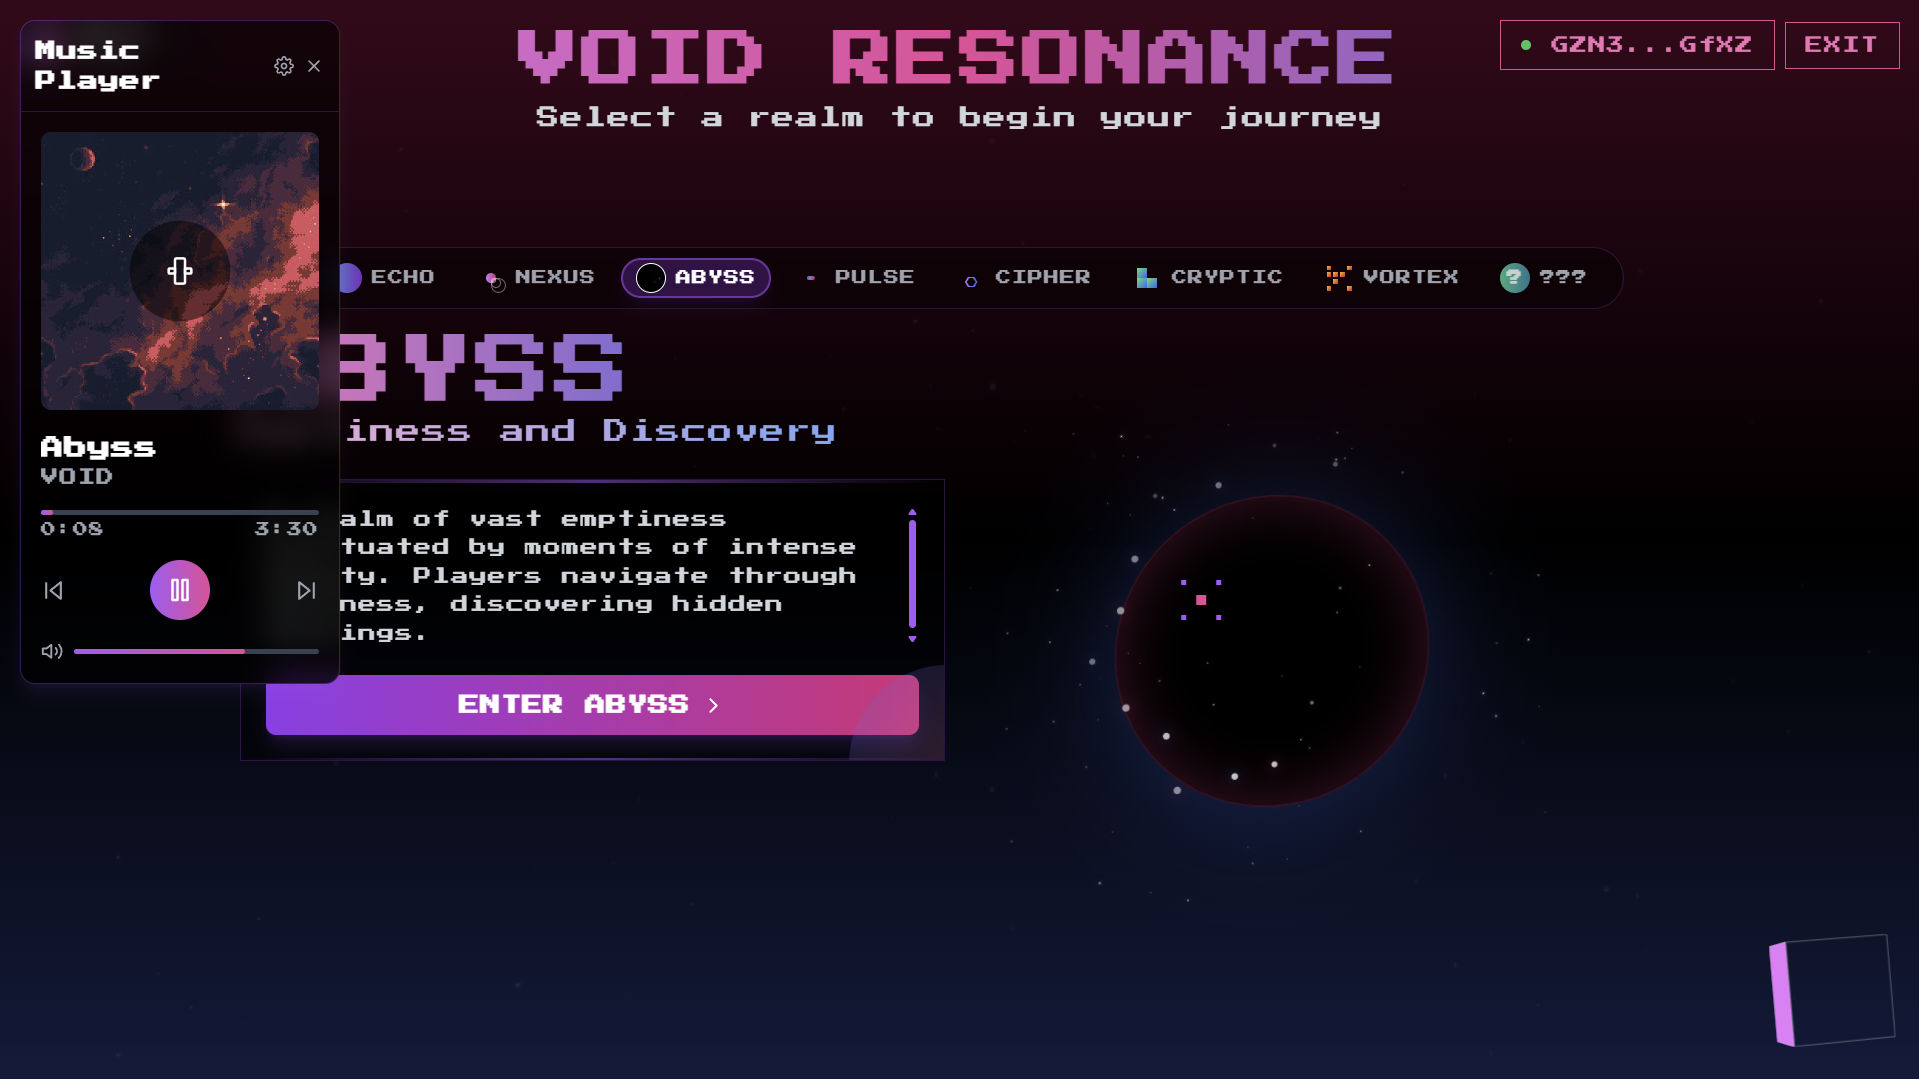 Music
Player
VOID RESONANCE
Select a realm to begin your journey
GZN3...GfXZ
EXIT
ECHO
NEXUS
ABYSS
PULSE
CIPHER
CRYPTIC
VORTEX
?
???
BYSS
iness and Discovery
Abyss
VOID
0:08
3:30
alm of vast emptiness
tuated by moments of intense
ty. Players navigate through
ness, discovering hidden
ings.
ENTER ABYSS